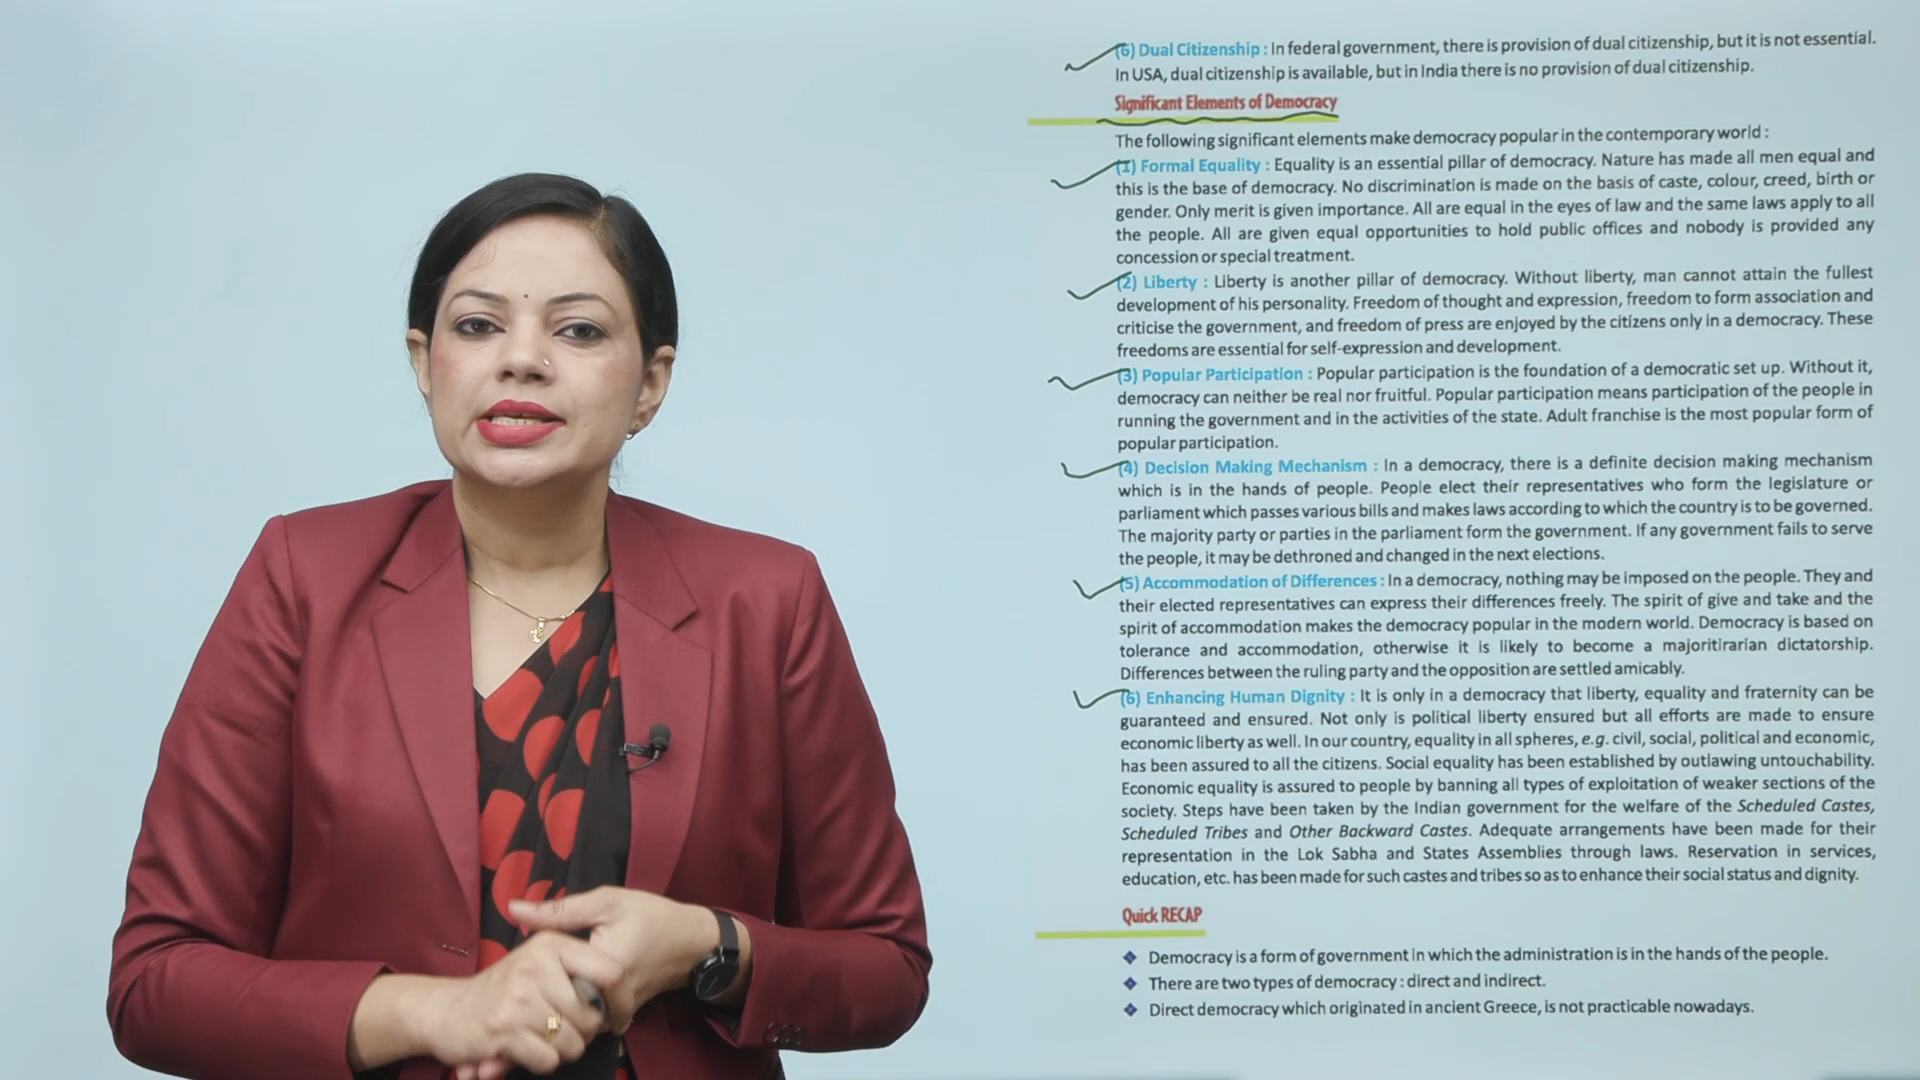 (6) Dual Citizenship : In federal government, there is provision of dual citizenship, but it is not essential.
In USA, dual citizenship is available, but in India there is no provision of dual citizenship.
Significant Elements of Democracy
The following significant elements make democracy popular in the contemporary world :
(1) Formal Equality : Equality is an essential pillar of democracy. Nature has made all men equal and
this is the base of democracy. No discrimination is made on the basis of caste, colour, creed, birth or
gender. Only merit is given importance. All are equal in the eyes of law and the same laws apply to all
the people. All are given equal opportunities to hold public offices and nobody is provided any
concession or special treatment.
(2) Liberty : Liberty is another pillar of democracy. Without liberty, man cannot attain the fullest
development of his personality. Freedom of thought and expression, freedom to form association and
criticise the government, and freedom of press are enjoyed by the citizens only in a democracy. These
freedoms are essential for self-expression and development.
(3) Popular Participation : Popular participation is the foundation of a democratic set up. Without it,
democracy can neither be real nor fruitful. Popular participation means participation of the people in
running the government and in the activities of the state. Adult franchise is the most popular form of
popular participation.
(4) Decision Making Mechanism : In a democracy, there is a definite decision making mechanism
which is in the hands of people. People elect their representatives who form the legislature or
parliament which passes various bills and makes laws according to which the country is to be governed.
The majority party or parties in the parliament form the government. If any government fails to serve
the people, it may be dethroned and changed in the next elections.
(5) Accommodation of Differences : In a democracy, nothing may be imposed on the people. They and
their elected representatives can express their differences freely. The spirit of give and take and the
spirit of accommodation makes the democracy popular in the modern world. Democracy is based on
tolerance and accommodation, otherwise it is likely to become a majoritirarian dictatorship.
Differences between the ruling party and the opposition are settled amicably.
(6) Enhancing Human Dignity : It is only in a democracy that liberty, equality and fraternity can be
guaranteed and ensured. Not only is political liberty ensured but all efforts are made to ensure
economic liberty as well. In our country, equality in all spheres, e.g. civil, social, political and economic,
has been assured to all the citizens. Social equality has been established by outlawing untouchability.
Economic equality is assured to people by banning all types of exploitation of weaker sections of the
society. Steps have been taken by the Indian government for the welfare of the Scheduled Castes,
Scheduled Tribes and Other Backward Castes. Adequate arrangements have been made for their
representation in the Lok Sabha and States Assemblies through laws. Reservation in services,
education, etc. has been made for such castes and tribes so as to enhance their social status and dignity.
Quick RECAP
❖ Democracy is a form of government in which the administration is in the hands of the people.
❖ There are two types of democracy : direct and indirect.
❖ Direct democracy which originated in ancient Greece, is not practicable nowadays.